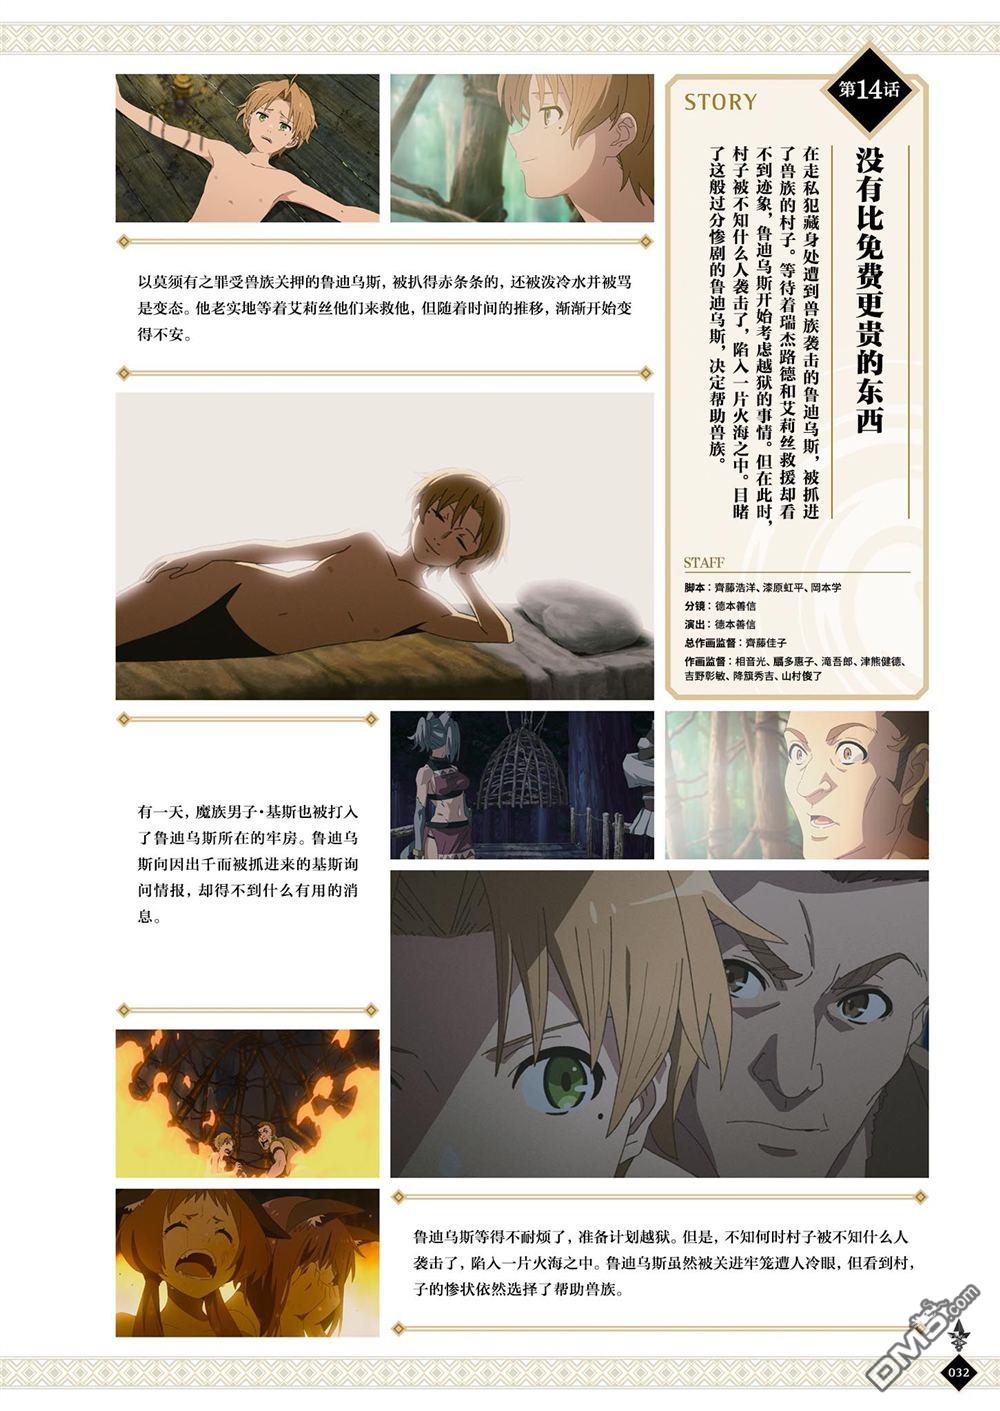 第14话
STORY
没有比免费更贵的东西
在走私犯藏身处遭到兽族袭击的鲁迪乌斯，被抓进
了兽族的村子。等待着瑞杰路德和艾莉丝救援却看
不到迹象，鲁迪乌斯开始考虑越狱的事情。但在此时，
村子被不知什么人袭击了，陷入一片火海之中。目睹
了这般过分惨剧的鲁迪乌斯，决定帮助兽族。
STAFF
脚本：齊藤浩洋、漆原虹平、岡本学
分镜：德本善信
演出：德本善信
总作画监督：齊藤佳子
作画监督：相音光、扇多惠子、滝吾郎、津熊健德、
吉野彰敏、降旗秀吉、山村俊了
以莫须有之罪受兽族关押的鲁迪乌斯，被扒得赤条条的，还被泼冷水并被骂
是变态。他老实地等着艾莉丝他们来救他，但随着时间的推移，渐渐开始变
得不安。
有一天，魔族男子·基斯也被打入
了鲁迪乌斯所在的牢房。鲁迪乌
斯向因出千而被抓进来的基斯询
问情报，却得不到什么有用的消
息。
鲁迪乌斯等得不耐烦了，准备计划越狱。但是，不知何时村子被不知什么人
袭击了，陷入一片火海之中。鲁迪乌斯虽然被关进牢笼遭人冷眼，但看到村，
子的惨状依然选择了帮助兽族。
漫画猫
DM5.com
032